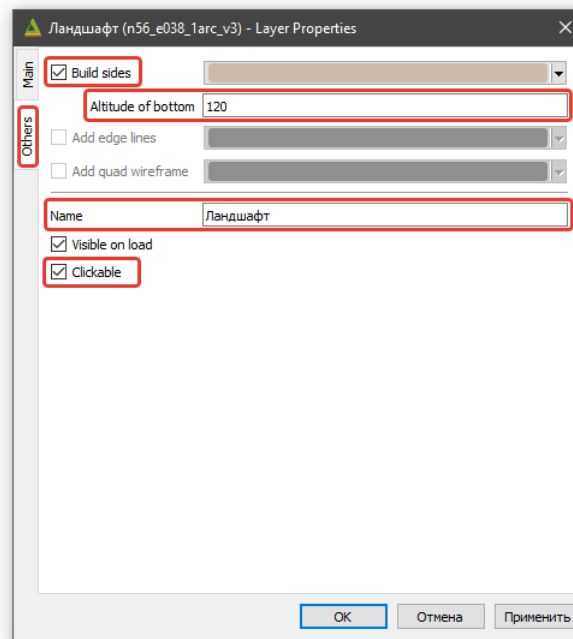 Ландшафт (n56_e038_1arc_v3) - Layer Properties
Main
Others
Build sides
Altitude of bottom 120
Add edge lines
Add quad wireframe
Name Ландшафт
Visible on load
Clickable
OK Отмена Применить